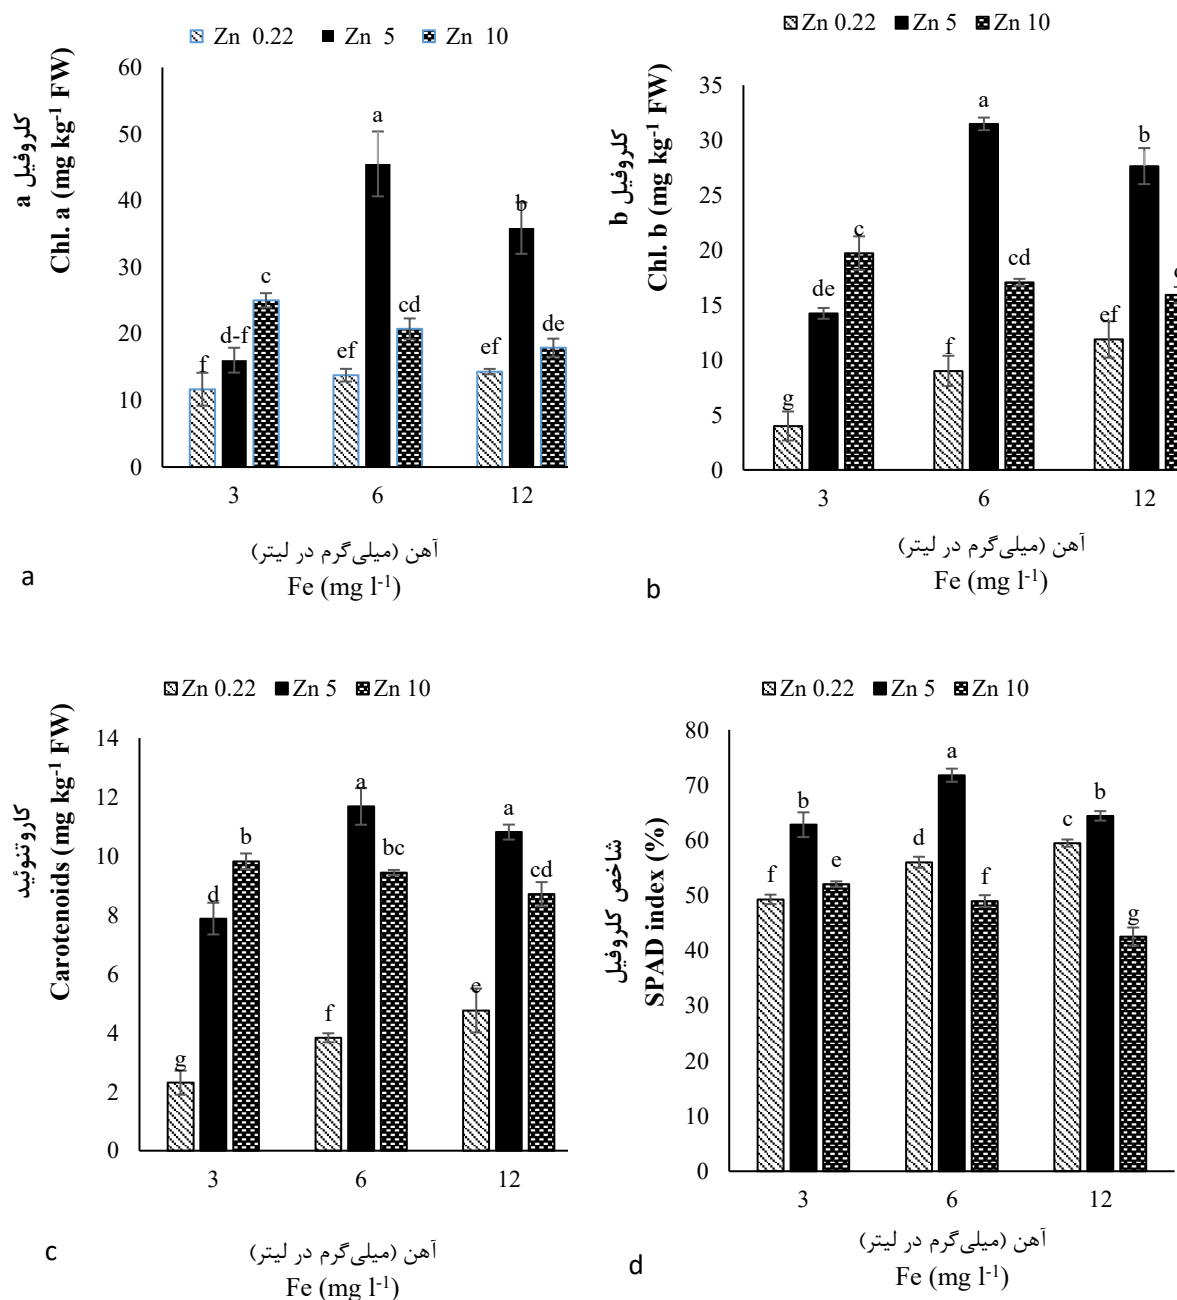 Zn 0.22 Zn 5 Zn 10
60
50
40
30
20
10
0
کلروفیل a
Chl. a (mg kg-1 FW)
f d-f c
ef a cd
ef b de
3 6 12
آهن (میلی‌گرم در لیتر)
Fe (mg l-1)
a
Zn 0.22 Zn 5 Zn 10
35
30
25
20
15
10
5
0
کلروفیل b
Chl. b (mg kg-1 FW)
g de c
f a cd
ef b
3 6 12
آهن (میلی‌گرم در لیتر)
Fe (mg l-1)
b
Zn 0.22 Zn 5 Zn 10
14
12
10
8
6
4
2
0
کاروتنوئید
Carotenoids (mg kg-1 FW)
g d b
f a bc
e a cd
3 6 12
آهن (میلی‌گرم در لیتر)
Fe (mg l-1)
c
Zn 0.22 Zn 5 Zn 10
80
70
60
50
40
30
20
10
0
شاخص کلروفیل
SPAD index (%)
f b e
d a f
c b g
3 6 12
آهن (میلی‌گرم در لیتر)
Fe (mg l-1)
d